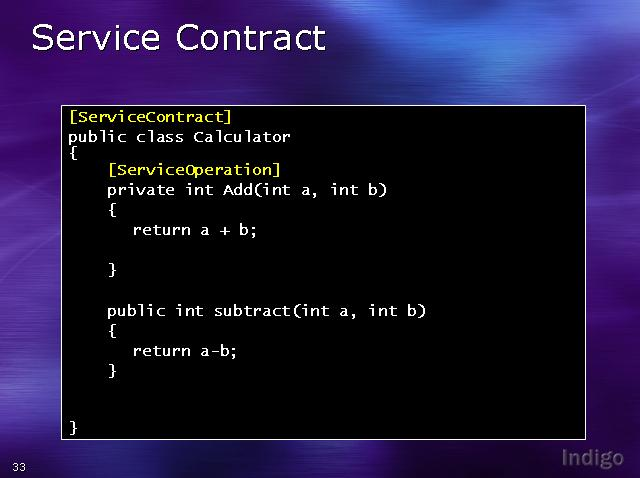 Service Contract
[ServiceContract]
public class Calculator
{
[ServiceOperation]
private int Add(int a, int b)
{
return a + b;
}
public int subtract(int a, int b)
{
return a-b;
}
}
33
Indigo